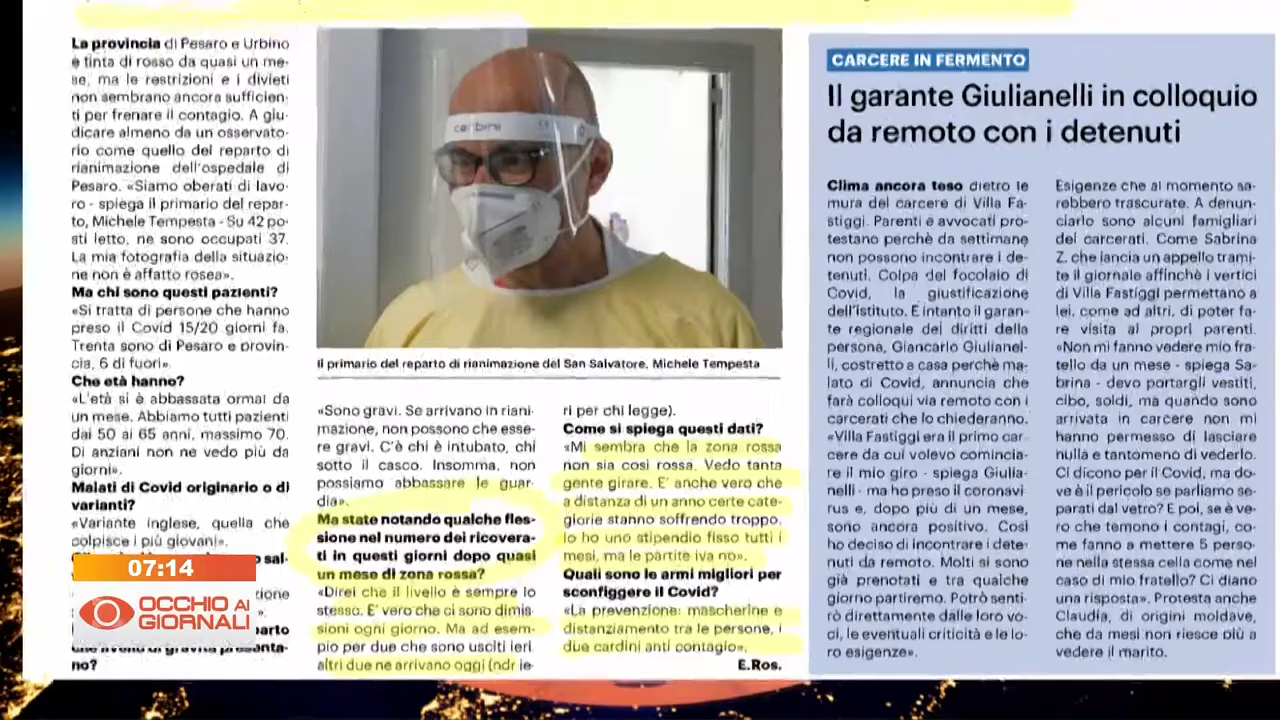 La provincia di Pesaro e Urbino
è tinta di rosso da quasi un me-
se, ma le restrizioni e i divieti
non sembrano ancora sufficien-
ti per frenare il contagio. A giu-
dicare almeno da un osservato-
rio come quello del reparto di
rianimazione dell'ospedale di
Pesaro. «Siamo oberati di lavo-
ro - spiega il primario del repar-
to, Michele Tempesta - Su 42 po-
sti letto, ne sono occupati 37.
La mia fotografia della situazio-
ne non è affatto rosea».
Ma chi sono questi pazienti?
«Si tratta di persone che hanno
preso il Covid 15/20 giorni fa.
Trenta sono di Pesaro e provin-
cia, 6 di fuori».
Che età hanno?
«L'età si è abbassata ormai da
un mese. Abbiamo tutti pazienti
dai 50 ai 65 anni, massimo 70.
Di anziani non ne vedo più da
giorni».
Malati di Covid originario o di
varianti?
«Variante inglese, quella che
colpisce i più giovani».
07:14
OCCHIO AI
GIORNALI
no?
carbini
Il primario del reparto di rianimazione del San Salvatore, Michele Tempesta
«Sono gravi. Se arrivano in riani-
mazione, non possono che esse-
re gravi. C'è chi è intubato, chi
sotto il casco. Insomma, non
possiamo abbassare le guar-
dia».
Ma state notando qualche fles-
sione nel numero dei ricovera-
ti in questi giorni dopo quasi
un mese di zona rossa?
«Direi che il livello è sempre lo
stesso. E' vero che ci sono dimis-
sioni ogni giorno. Ma ad esem-
pio per due che sono usciti ieri,
altri due ne arrivano oggi (ndr ie-
ri per chi legge).
Come si spiega questi dati?
«Mi sembra che la zona rossa
non sia così rossa. Vedo tanta
gente girare. E' anche vero che
a distanza di un anno certe cate-
gorie stanno soffrendo troppo.
Io ho uno stipendio fisso tutti i
mesi, ma le partite iva no».
Quali sono le armi migliori per
sconfiggere il Covid?
«La prevenzione: mascherine e
distanziamento tra le persone, i
due cardini anti contagio».
E.Ros.
CARCERE IN FERMENTO
Il garante Giulianelli in colloquio
da remoto con i detenuti
Clima ancora teso dietro le
mura del carcere di Villa Fa-
stiggi. Parenti e avvocati pro-
testano perchè da settimane
non possono incontrare i de-
tenuti. Colpa del focolaio di
Covid, la giustificazione
dell'istituto. E intanto il garan-
te regionale dei diritti della
persona, Giancarlo Giulianel-
li, costretto a casa perchè ma-
lato di Covid, annuncia che
farà colloqui via remoto con i
carcerati che lo chiederanno.
«Villa Fastiggi era il primo car-
cere da cui volevo comincia-
re il mio giro - spiega Giulia-
nelli - ma ho preso il coronavi-
rus e, dopo più di un mese,
sono ancora positivo. Così
ho deciso di incontrare i dete-
nuti da remoto. Molti si sono
già prenotati e tra qualche
giorno partiremo. Potrò senti-
rò direttamente dalle loro vo-
ci, le eventuali criticità e le lo-
ro esigenze».
Esigenze che al momento sa-
rebbero trascurate. A denun-
ciarlo sono alcuni famigliari
dei carcerati. Come Sabrina
Z. che lancia un appello trami-
te il giornale affinchè i vertici
di Villa Fastiggi permettano a
lei, come ad altri, di poter fa-
re visita ai propri parenti.
«Non mi fanno vedere mio fra-
tello da un mese - spiega Sa-
brina - devo portargli vestiti,
cibo, soldi, ma quando sono
arrivata in carcere non mi
hanno permesso di lasciare
nulla e tantomeno di vederlo.
Ci dicono per il Covid, ma do-
ve è il pericolo se parliamo se-
parati dal vetro? E poi, se è ve-
ro che temono i contagi, co-
me fanno a mettere 5 perso-
ne nella stessa cella come nel
caso di mio fratello? Ci diano
una risposta». Protesta anche
Claudia, di origini moldave,
che da mesi non riesce più a
vedere il marito.